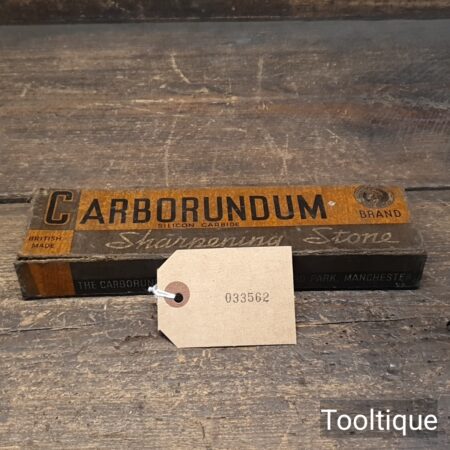 CARBORUNDUM
BRAND
SILICON CARBIDE
BRITISH MADE
Sharpening Stone
THE CARBORUN
PARK, MANCHESTER
033562
Tooltique